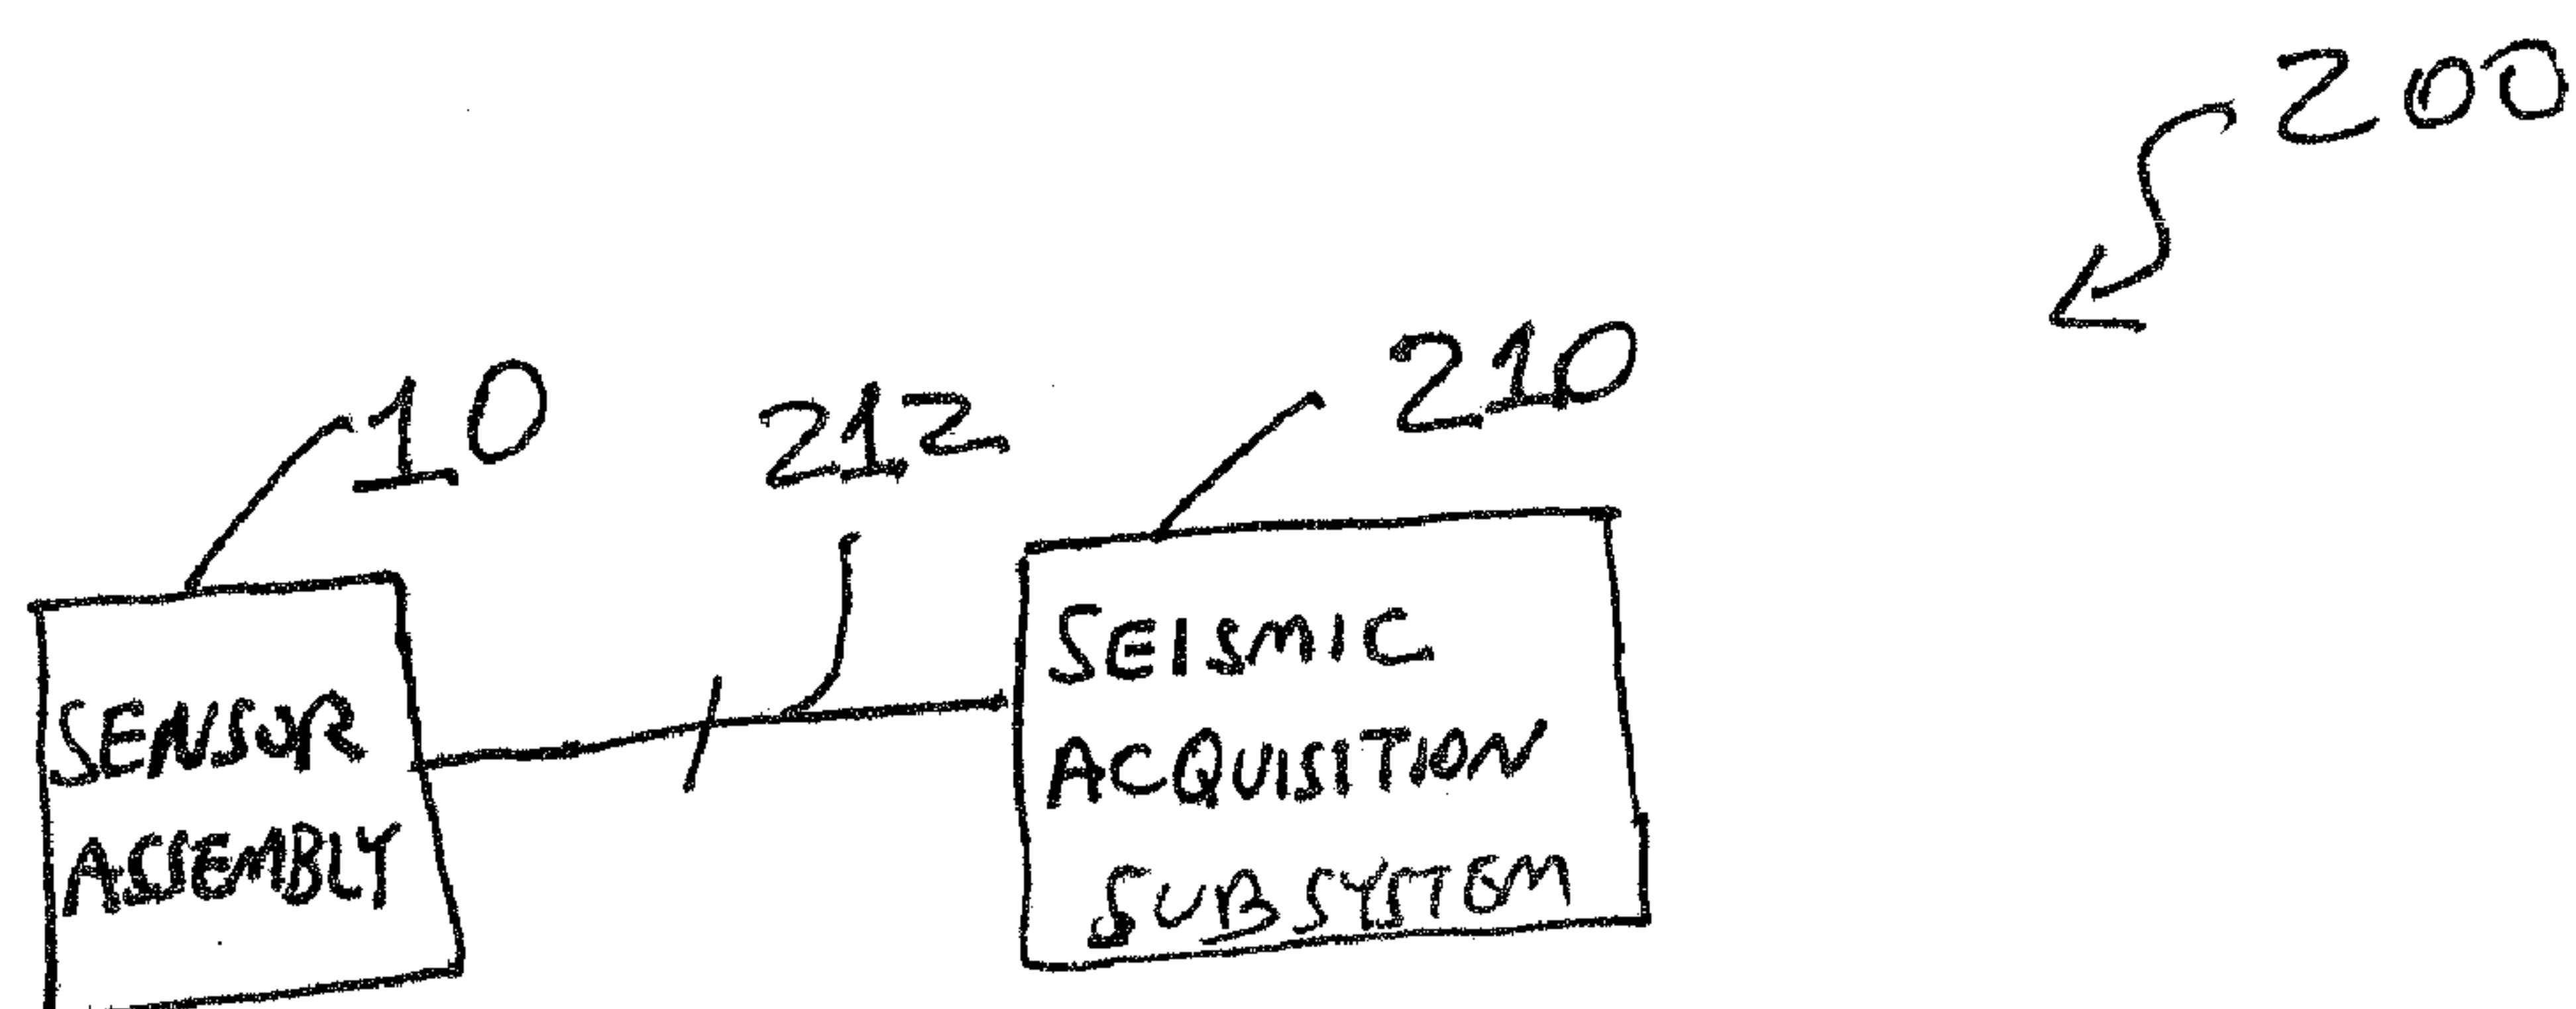 200
10
212
210
SENSOR
ASSEMBLY
SEISMIC
ACQUISITION
SUBSYSTEM